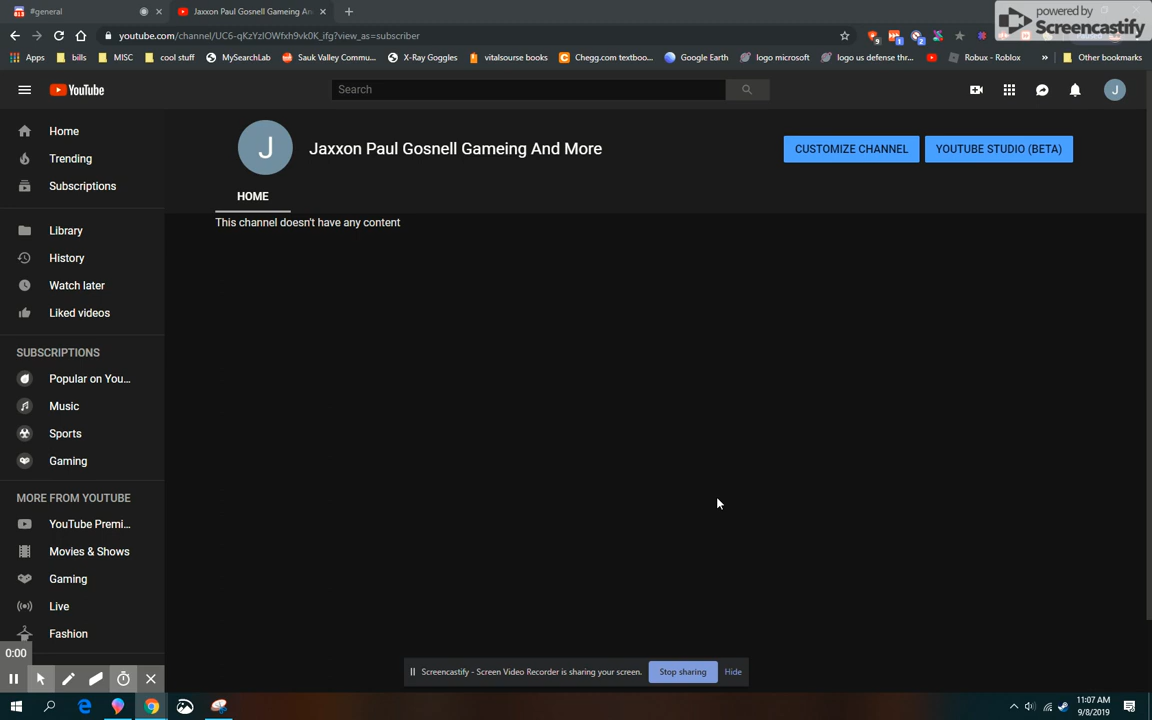 #general
Jaxxon Paul Gosnell Gameing An
powered by
Screencastify
youtube.com/channel/UC6-qKzYzlOWfxh9vk0K_ifg?view_as=subscriber
9
1
2
Apps
bills
MISC
cool stuff
MySearchLab
Sauk Valley Commu...
X-Ray Goggles
vitalsourse books
Chegg.com textboo...
Google Earth
logo microsoft
logo us defense thr...
Robux - Roblox
»
Other bookmarks
YouTube
Search
J
J
Jaxxon Paul Gosnell Gameing And More
CUSTOMIZE CHANNEL
YOUTUBE STUDIO (BETA)
HOME
This channel doesn't have any content
Home
Trending
Subscriptions
Library
History
Watch later
Liked videos
SUBSCRIPTIONS
Popular on You...
Music
Sports
Gaming
MORE FROM YOUTUBE
YouTube Premi...
Movies & Shows
Gaming
Live
Fashion
0:00
Screencastify - Screen Video Recorder is sharing your screen.
Stop sharing
Hide
11:07 AM
9/8/2019